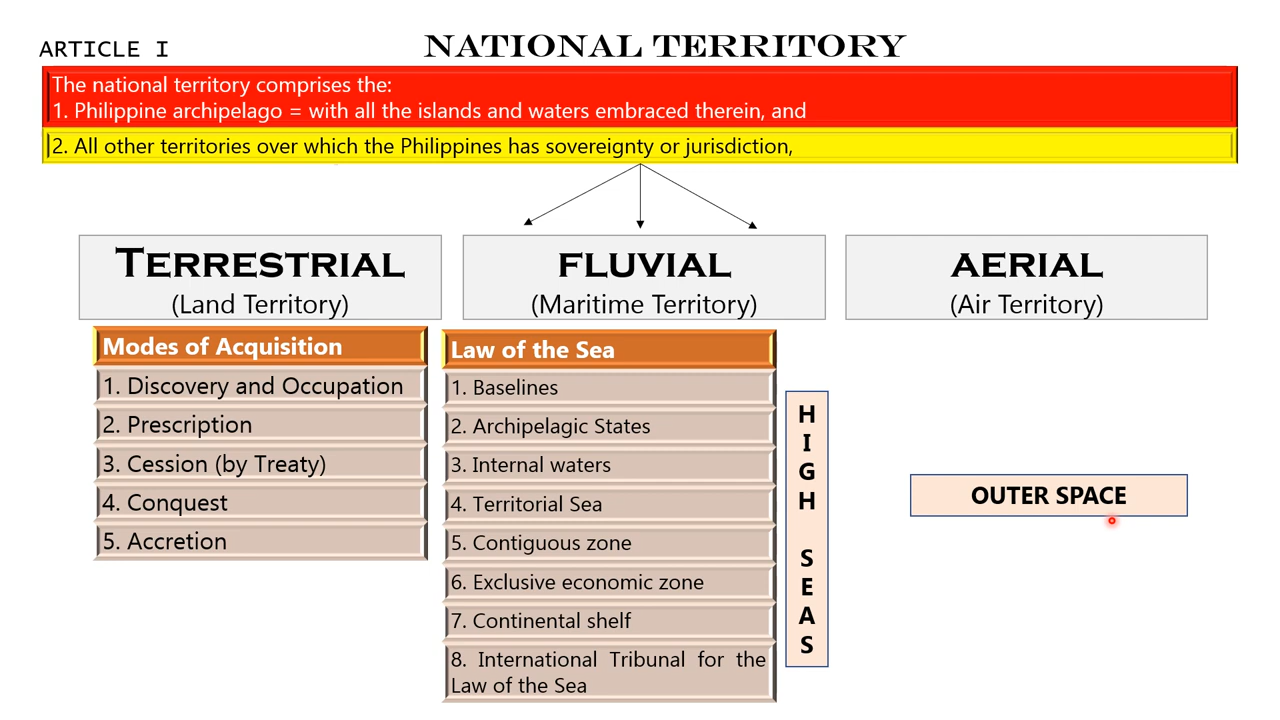 ARTICLE I
NATIONAL TERRITORY
The national territory comprises the:
1. Philippine archipelago = with all the islands and waters embraced therein, and
2. All other territories over which the Philippines has sovereignty or jurisdiction,
TERRESTRIAL
(Land Territory)
Modes of Acquisition
1. Discovery and Occupation
2. Prescription
3. Cession (by Treaty)
4. Conquest
5. Accretion
FLUVIAL
(Maritime Territory)
Law of the Sea
1. Baselines
2. Archipelagic States
3. Internal waters
4. Territorial Sea
5. Contiguous zone
6. Exclusive economic zone
7. Continental shelf
8. International Tribunal for the
Law of the Sea
HIGH SEAS
AERIAL
(Air Territory)
OUTER SPACE